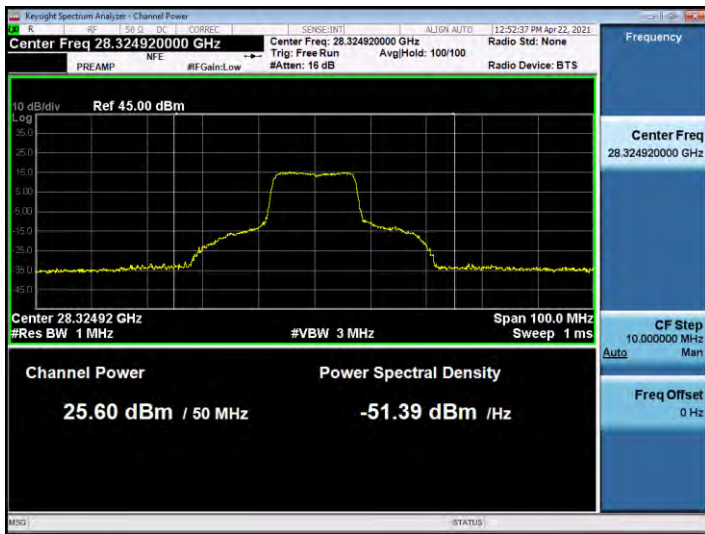 Keysight Spectrum Analyzer - Channel Power
R RF 50 Ω DC CORREC SENSE:INT ALIGN AUTO 12:52:37 PM Apr 22, 2021
Center Freq 28.324920000 GHz Center Freq: 28.324920000 GHz Radio Std: None Frequency
NFE Trig: Free Run Avg|Hold: 100/100
PREAMP #IFGain:Low #Atten: 16 dB Radio Device: BTS
10 dB/div Ref 45.00 dBm
Log
35.0
25.0
15.0
5.00
-5.00
-15.0
-25.0
-35.0
-45.0
Center 28.32492 GHz Span 100.0 MHz
#Res BW 1 MHz #VBW 3 MHz Sweep 1 ms
Channel Power Power Spectral Density
25.60 dBm / 50 MHz -51.39 dBm /Hz
Center Freq
28.324920000 GHz
CF Step
10.000000 MHz
Auto Man
Freq Offset
0 Hz
MSG STATUS